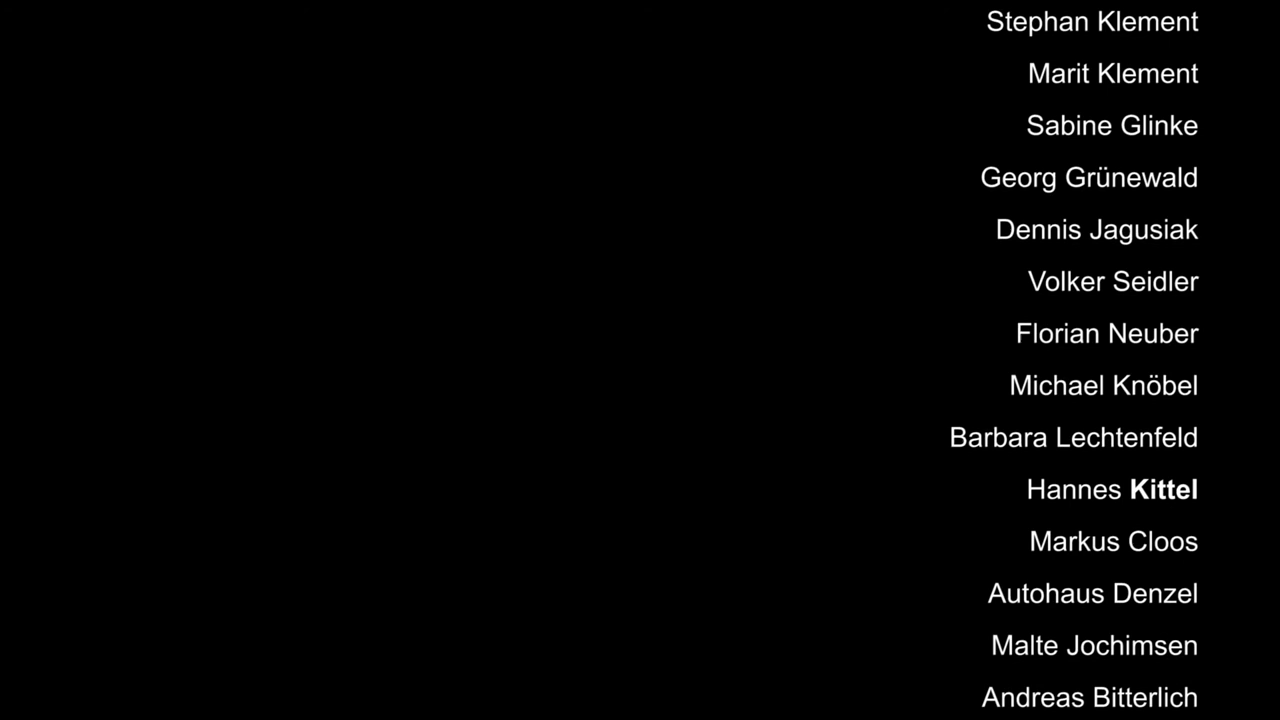 Stephan Klement
Marit Klement
Sabine Glinke
Georg Grünewald
Dennis Jagusiak
Volker Seidler
Florian Neuber
Michael Knöbel
Barbara Lechtenfeld
Hannes Kittel
Markus Cloos
Autohaus Denzel
Malte Jochimsen
Andreas Bitterlich